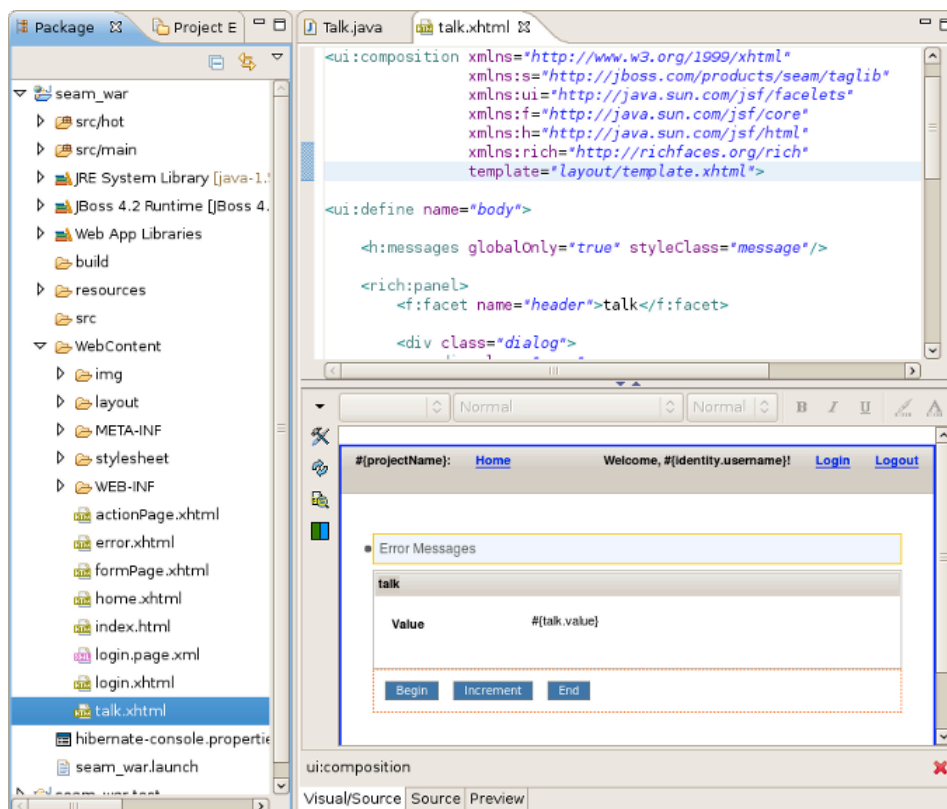 Package
Project E
seam_war
src/hot
src/main
JRE System Library [java-1.5
JBoss 4.2 Runtime [JBoss 4.
Web App Libraries
build
resources
src
WebContent
img
layout
META-INF
stylesheet
WEB-INF
actionPage.xhtml
error.xhtml
formPage.xhtml
home.xhtml
index.html
login.page.xml
login.xhtml
talk.xhtml
hibernate-console.propertie
seam_war.launch
Talk.java
talk.xhtml
<ui:composition xmlns="http://www.w3.org/1999/xhtml"
xmlns:s="http://jboss.com/products/seam/taglib"
xmlns:ui="http://java.sun.com/jsf/facelets"
xmlns:f="http://java.sun.com/jsf/core"
xmlns:h="http://java.sun.com/jsf/html"
xmlns:rich="http://richfaces.org/rich"
template="layout/template.xhtml">
<ui:define name="body">
<h:messages globalOnly="true" styleClass="message"/>
<rich:panel>
<f:facet name="header">talk</f:facet>
<div class="dialog">
Normal Normal B I U A
#{projectName}: Home Welcome, #{identity.username}! Login Logout
Error Messages
talk
Value #{talk.value}
Begin Increment End
ui:composition
Visual/Source Source Preview